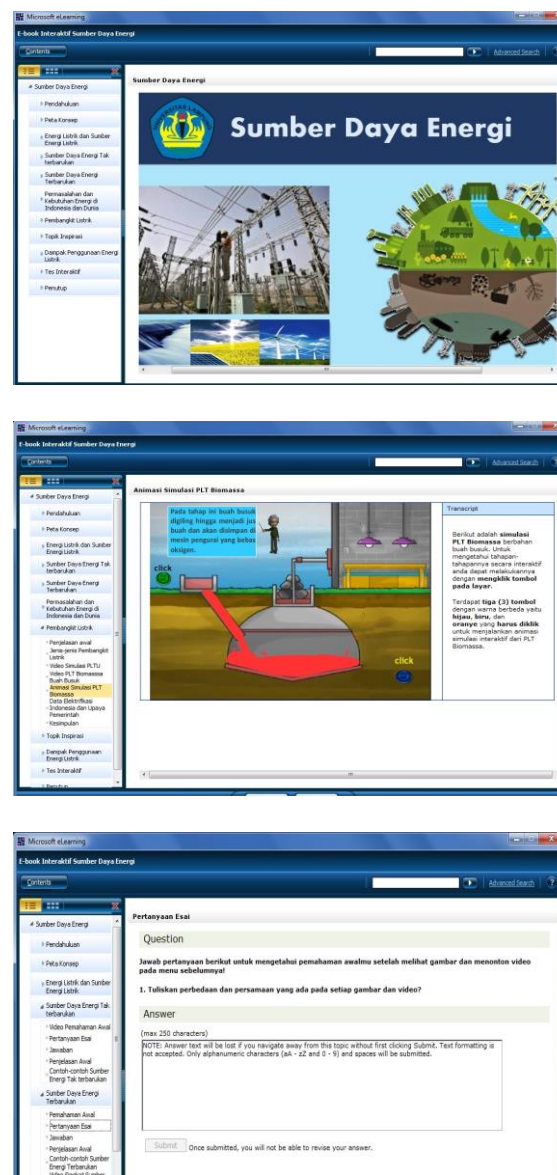 Microsoft eLearning
E-book Interaktif Sumber Daya Energi
Contents
Advanced Search
Sumber Daya Energi
Pendahuluan
Peta Konsep
Energi Listrik dan Sumber
Energi Listrik
Sumber Daya Energi Tak
terbarukan
Sumber Daya Energi
Terbarukan
Permasalahan dan
Kebutuhan Energi di
Indonesia dan Dunia
Pembangkit Listrik
Topik Inspirasi
Dampak Penggunaan Energi
Listrik
Tes Interaktif
Penutup
Sumber Daya Energi
Sumber Daya Energi
Microsoft eLearning
E-book Interaktif Sumber Daya Energi
Contents
Advanced Search
Sumber Daya Energi
Pendahuluan
Peta Konsep
Energi Listrik dan Sumber
Energi Listrik
Sumber Daya Energi Tak
terbarukan
Sumber Daya Energi
Terbarukan
Permasalahan dan
Kebutuhan Energi di
Indonesia dan Dunia
Pembangkit Listrik
Penjelasan awal
Jenis-jenis Pembangkit
Listrik
Video Simulasi PLTU
Video PLT Biomassa
Buah Busuk
Animasi Simulasi PLT
Biomassa
Data Elektrifikasi
Indonesia dan Upaya
Pemerintah
Kesimpulan
Topik Inspirasi
Dampak Penggunaan
Energi Listrik
Tes Interaktif
Penutup
Animasi Simulasi PLT Biomassa
Pada tahap ini buah busuk
digiling hingga menjadi jus
buah dan akan disimpan di
mesin pengurai yang bebas
oksigen.
click
click
Transcript
Berikut adalah simulasi
PLT Biomassa berbahan
buah busuk. Untuk
mengetahui tahapan-
tahapannya secara interaktif
anda dapat melakukannya
dengan mengklik tombol
pada layar.
Terdapat tiga (3) tombol
dengan warna berbeda yaitu
hijau, biru, dan
oranye yang harus diklik
untuk menjalankan animasi
simulasi interaktif dari PLT
Biomassa.
Microsoft eLearning
E-book Interaktif Sumber Daya Energi
Contents
Advanced Search
Sumber Daya Energi
Pendahuluan
Peta Konsep
Energi Listrik dan Sumber
Energi Listrik
Sumber Daya Energi Tak
terbarukan
Video Pemahaman Awal
Pertanyaan Esai
Jawaban
Penjelasan Awal
Contoh-contoh Sumber
Energi Tak terbarukan
Sumber Daya Energi
Terbarukan
Pemahaman Awal
Pertanyaan Esai
Jawaban
Penjelasan Awal
Contoh-contoh Sumber
Energi Terbarukan
Pertanyaan Esai
Question
Jawab pertanyaan berikut untuk mengetahui pemahaman awalmu setelah melihat gambar dan menonton video
pada menu sebelumnya!
1. Tuliskan perbedaan dan persamaan yang ada pada setiap gambar dan video?
Answer
(max 250 characters)
NOTE: Answer text will be lost if you navigate away from this topic without first clicking Submit. Text formatting is
not accepted. Only alphanumeric characters (aA - zZ and 0 - 9) and spaces will be submitted.
Submit Once submitted, you will not be able to revise your answer.